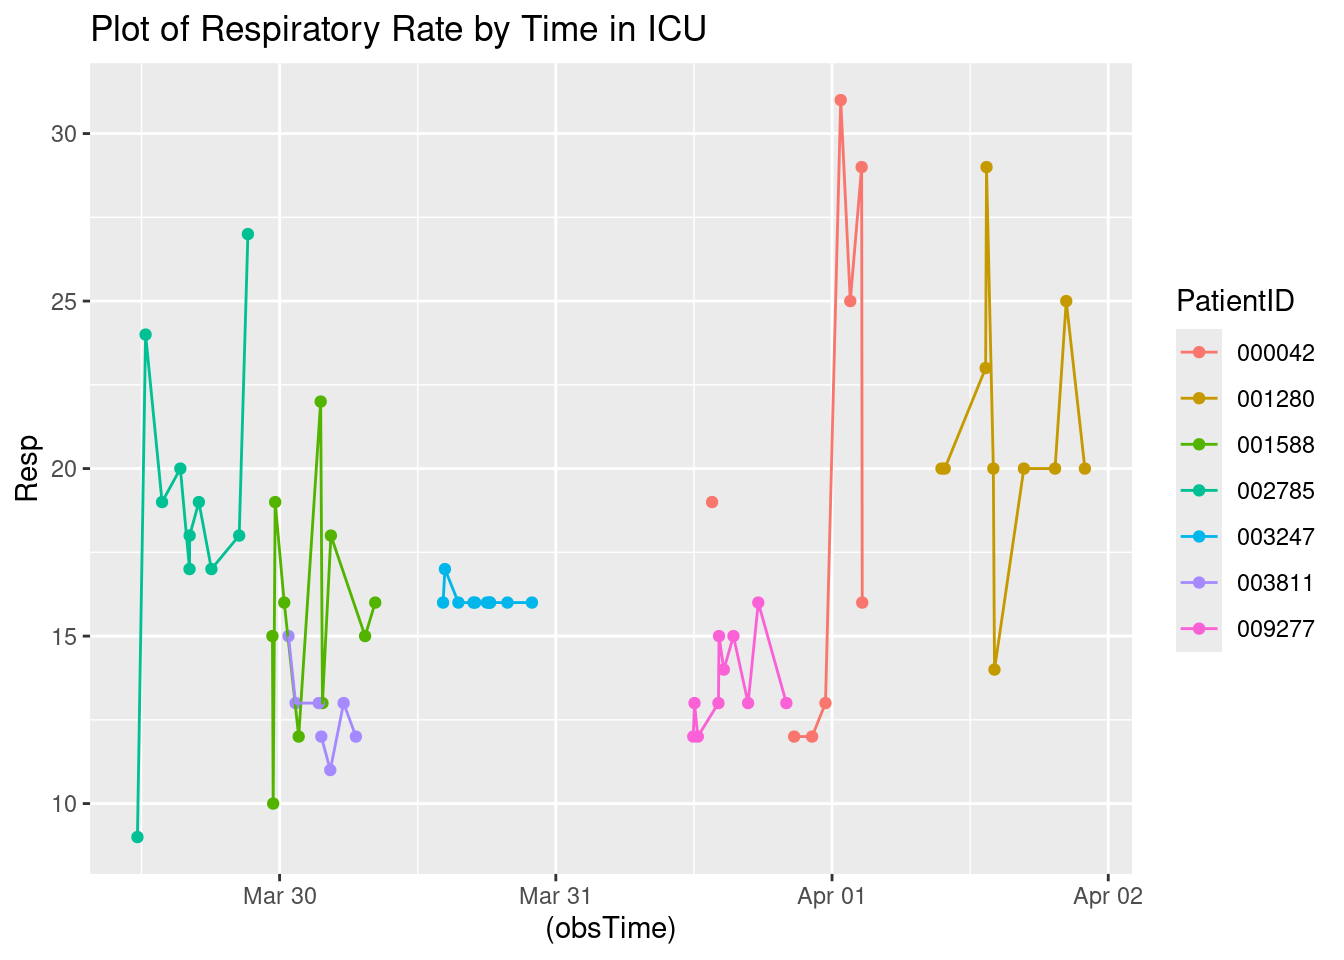 Plot of Respiratory Rate by Time in ICU
30
25
20
15
10
Resp
Mar 30
Mar 31
Apr 01
Apr 02
(obsTime)
PatientID
000042
001280
001588
002785
003247
003811
009277